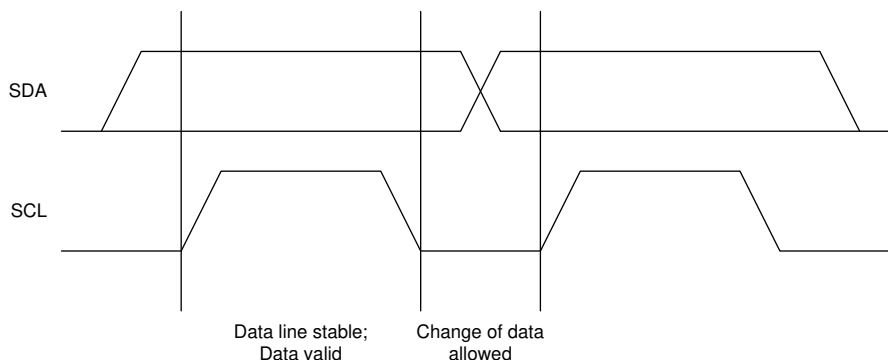 SDA
SCL
Data line stable;
Data valid
Change of data
allowed